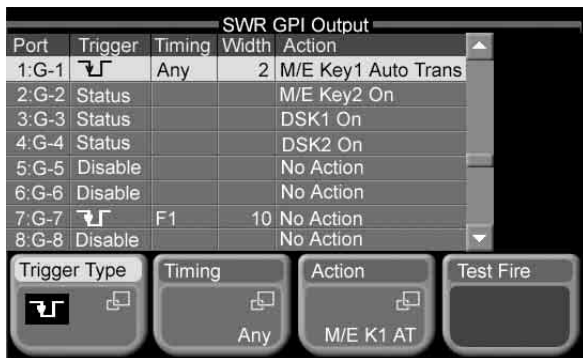 SWR GPI Output
Port Trigger Timing Width Action
1:G-1 Any 2 M/E Key1 Auto Trans
2:G-2 Status M/E Key2 On
3:G-3 Status DSK1 On
4:G-4 Status DSK2 On
5:G-5 Disable No Action
6:G-6 Disable No Action
7:G-7 F1 10 No Action
8:G-8 Disable No Action
Trigger Type Timing Action Test Fire
Any M/E K1 AT